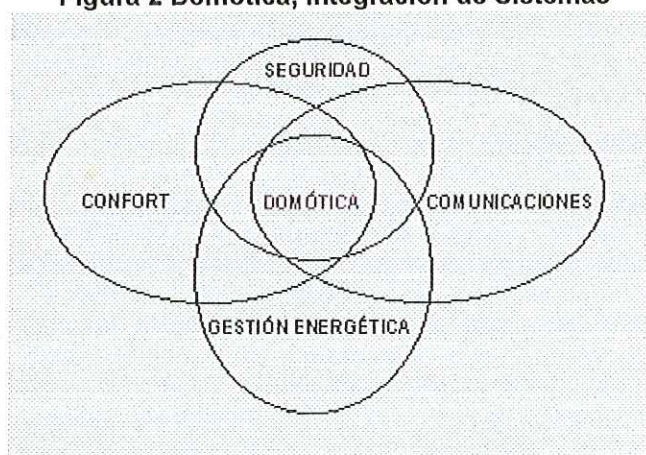 Figura 2 Domótica, Integración de Sistemas
SEGURIDAD
CONFORT
DOMÓTICA
COMUNICACIONES
GESTIÓN ENERGÉTICA